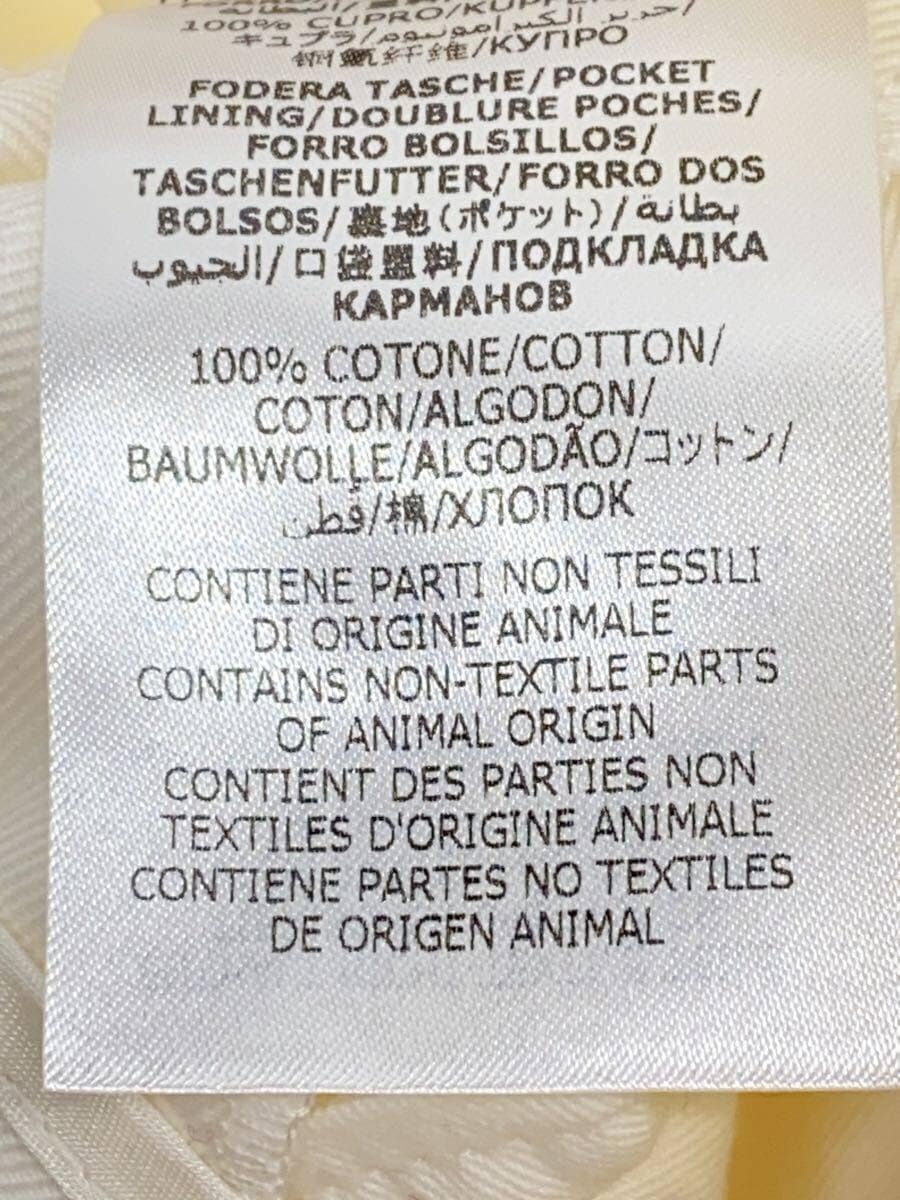 100% CUPRO/
キュプラ/
纤维/КУПРО
FODERA TASCHE/POCKET
LINING/DOUBLURE POCHES/
FORRO BOLSILLOS/
TASCHENFUTTER/FORRO DOS
BOLSOS/裏地(ポケット)/بطانة
الجيوب/口袋里料/ПОДКЛАДКА
КАРМАНОВ
100% COTONE/COTTON/
COTON/ALGODON/
BAUMWOLLE/ALGODÃO/コットン/
قطن/棉/ХЛОПОК
CONTIENE PARTI NON TESSILI
DI ORIGINE ANIMALE
CONTAINS NON-TEXTILE PARTS
OF ANIMAL ORIGIN
CONTIENT DES PARTIES NON
TEXTILES D'ORIGINE ANIMALE
CONTIENE PARTES NO TEXTILES
DE ORIGEN ANIMAL